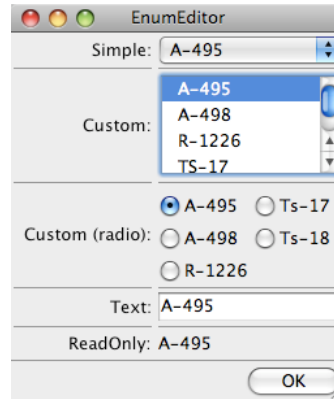 EnumEditor
Simple: A-495
Custom:
A-495
A-498
R-1226
TS-17
Custom (radio):
A-495 Ts-17
A-498 Ts-18
R-1226
Text: A-495
ReadOnly: A-495
OK